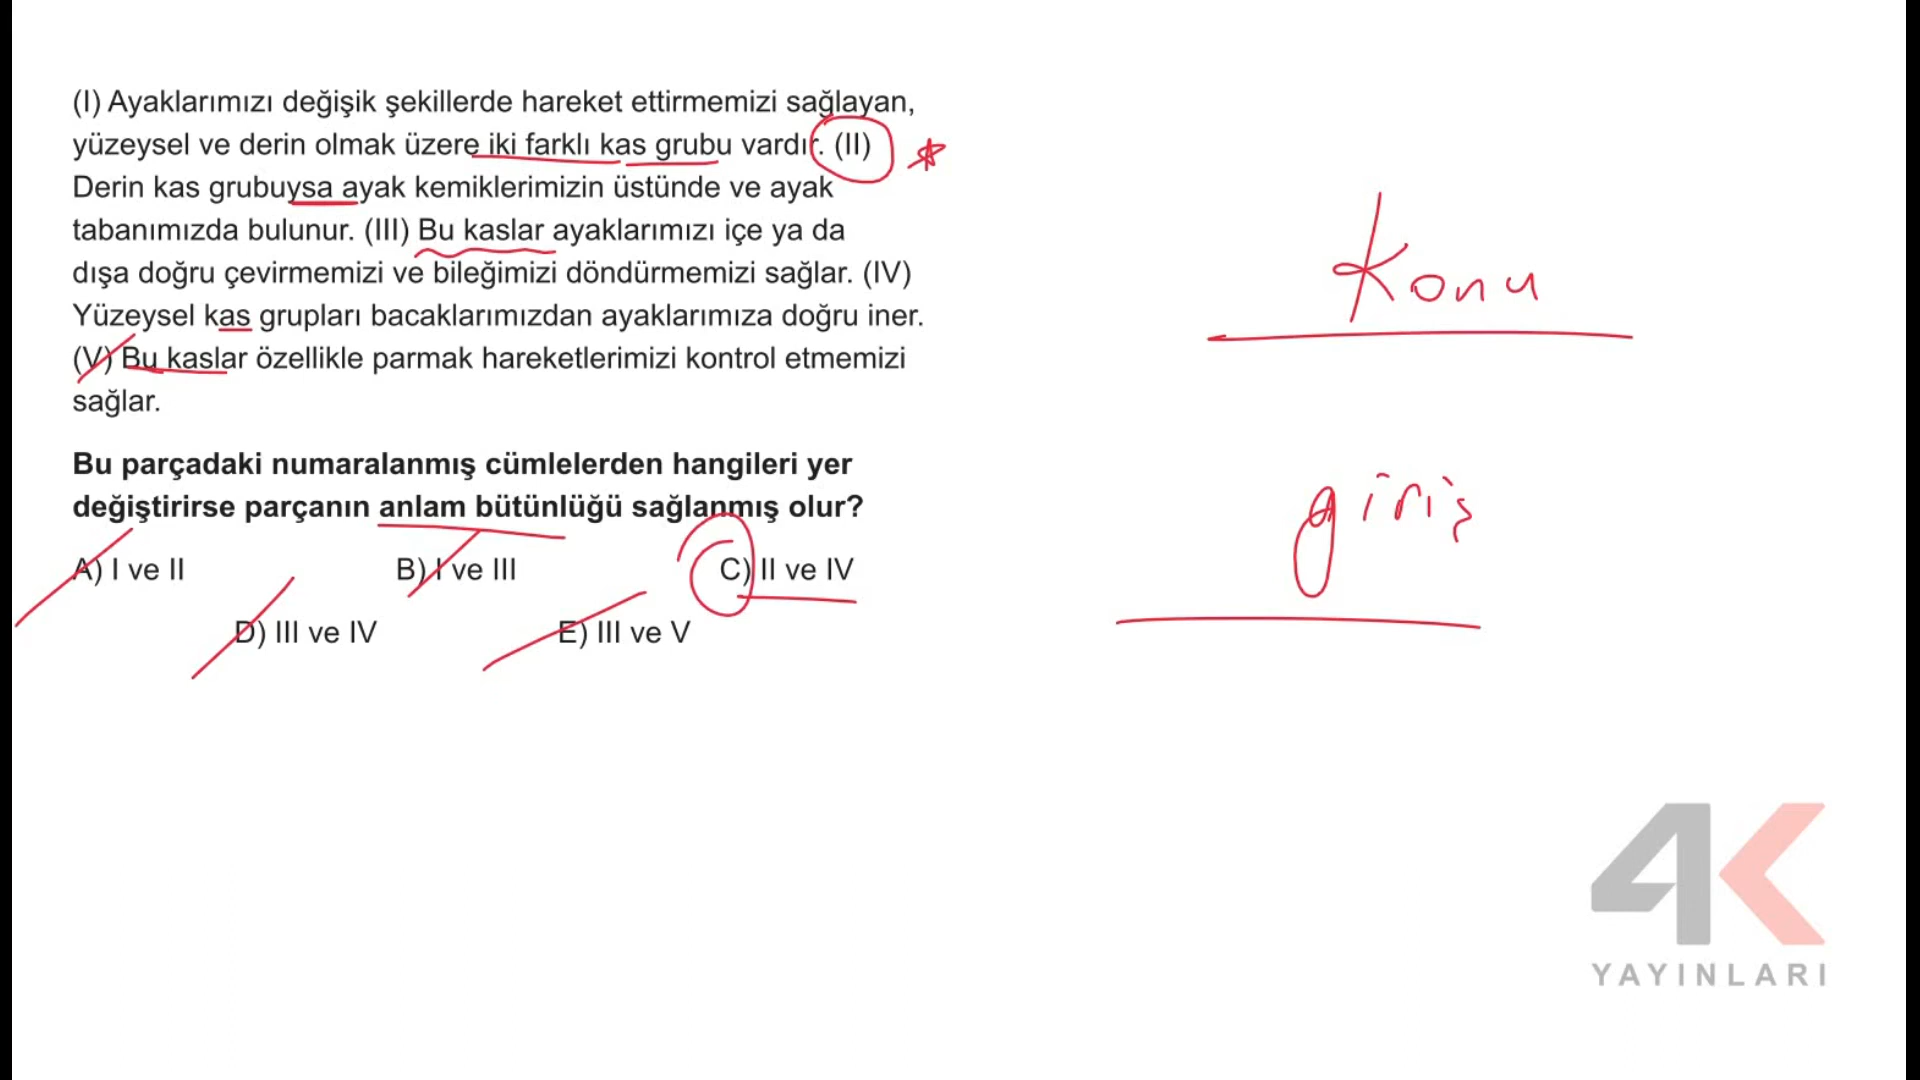 (I) Ayaklarımızı değişik şekillerde hareket ettirmemizi sağlayan,
yüzeysel ve derin olmak üzere iki farklı kas grubu vardır. (II)
Derin kas grubuysa ayak kemiklerimizin üstünde ve ayak
tabanımızda bulunur. (III) Bu kaslar ayaklarımızı içe ya da
dışa doğru çevirmemizi ve bileğimizi döndürmemizi sağlar. (IV)
Yüzeysel kas grupları bacaklarımızdan ayaklarımıza doğru iner.
(V) Bu kaslar özellikle parmak hareketlerimizi kontrol etmemizi
sağlar.
Bu parçadaki numaralanmış cümlelerden hangileri yer
değiştirirse parçanın anlam bütünlüğü sağlanmış olur?
A) I ve II B) I ve III C) II ve IV
D) III ve IV E) III ve V
Konu
giriş
4K
YAYINLARI